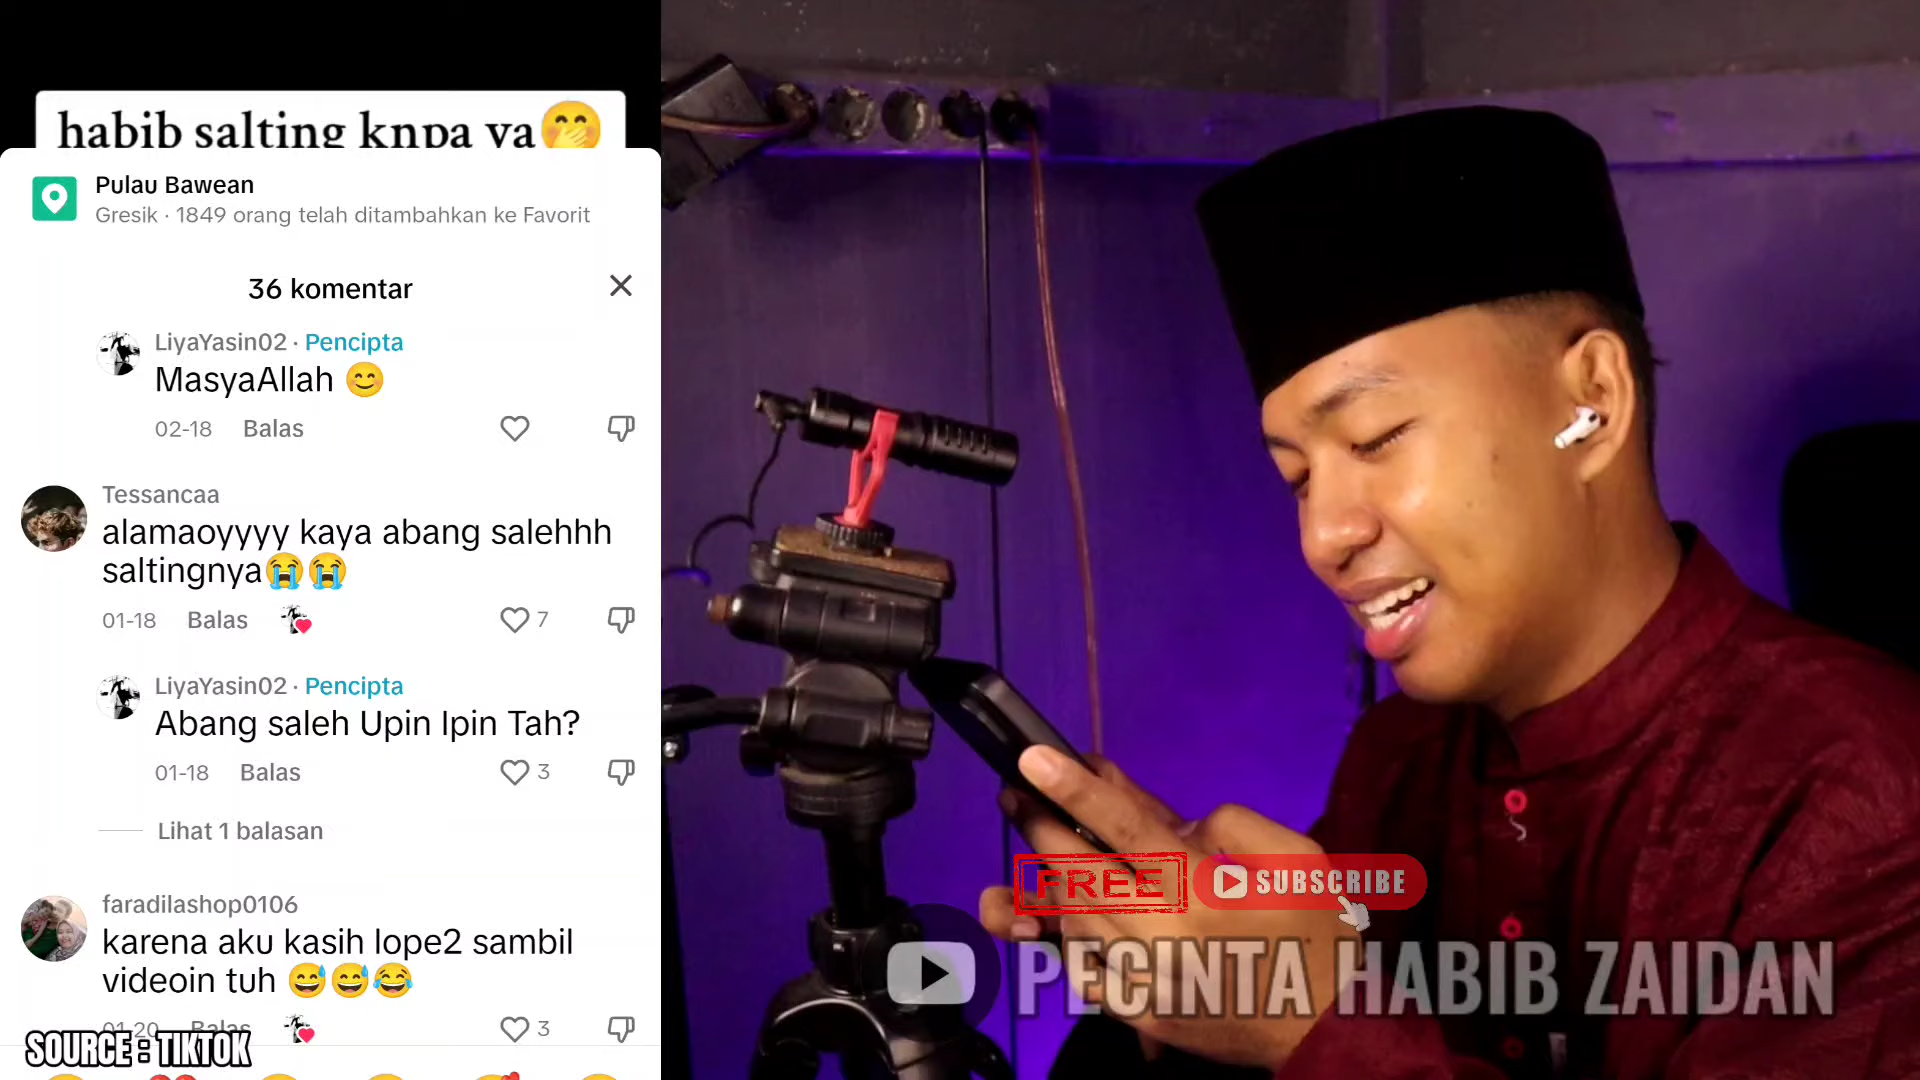 habib salting knpa ya🤭
Pulau Bawean
Gresik · 1849 orang telah ditambahkan ke Favorit
36 komentar
LiyaYasin02 · Pencipta
MasyaAllah 😊
02-18 Balas
Tessancaa
alamaoyyyy kaya abang salehhh
saltingnya😭😭
01-18 Balas 7
LiyaYasin02 · Pencipta
Abang saleh Upin Ipin Tah?
01-18 Balas 3
Lihat 1 balasan
faradilashop0106
karena aku kasih lope2 sambil
videoin tuh 😅😅😂
01-20 Balas 3
SOURCE : TIKTOK
FREE SUBSCRIBE
PECINTA HABIB ZAIDAN